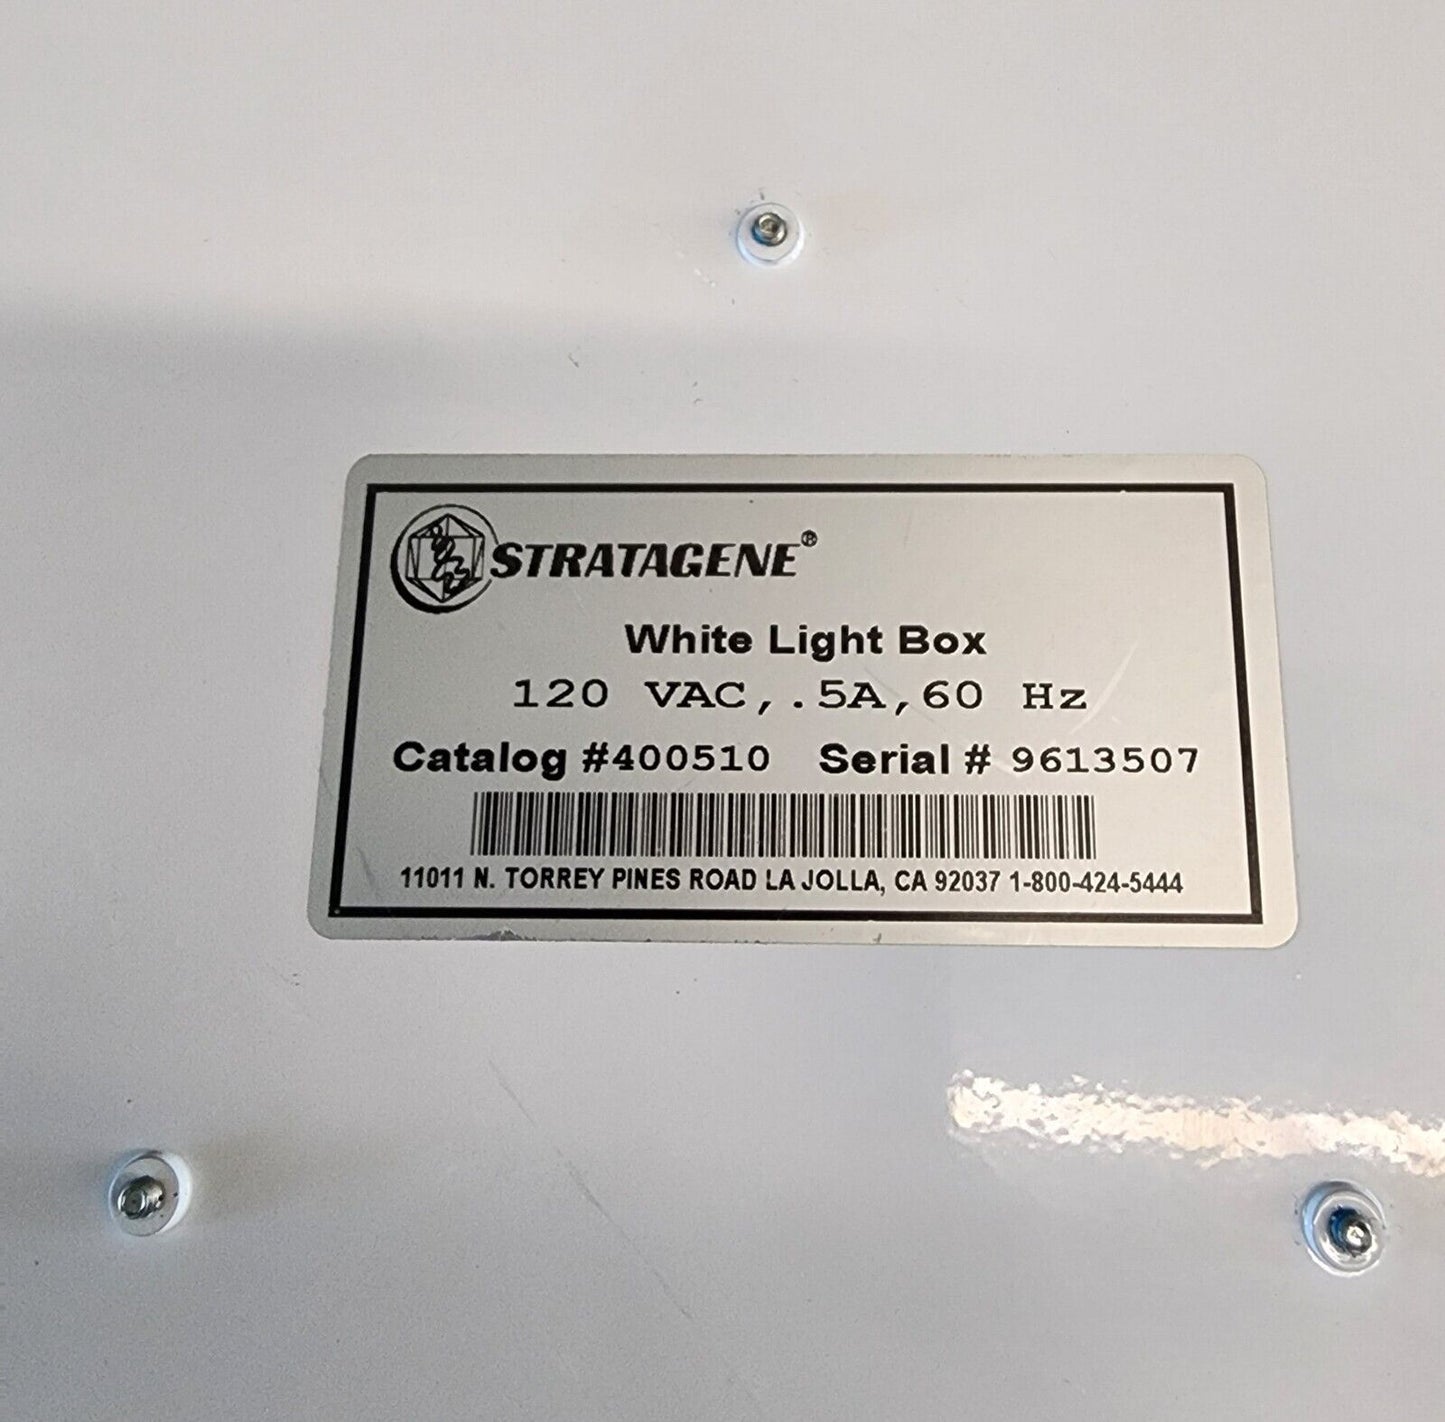 STRATAGENE®
White Light Box
120 VAC,.5A,60 Hz
Catalog #400510 Serial # 9613507
11011 N. TORREY PINES ROAD LA JOLLA, CA 92037 1-800-424-5444